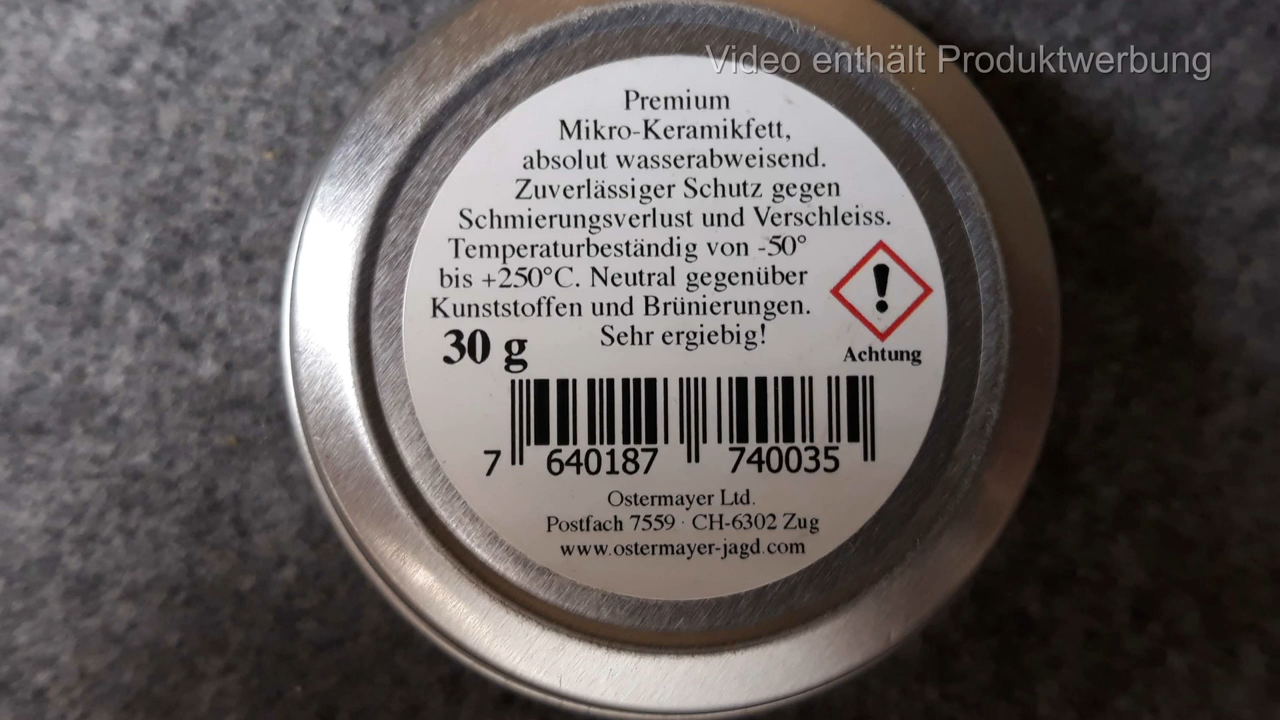 Video enthält Produktwerbung
Premium
Mikro-Keramikfett,
absolut wasserabweisend.
Zuverlässiger Schutz gegen
Schmierungsverlust und Verschleiss.
Temperaturbeständig von -50°
bis +250°C. Neutral gegenüber
Kunststoffen und Brünierungen.
Sehr ergiebig!
30 g
Achtung
7 640187 740035
Ostermayer Ltd.
Postfach 7559 · CH-6302 Zug
www.ostermayer-jagd.com